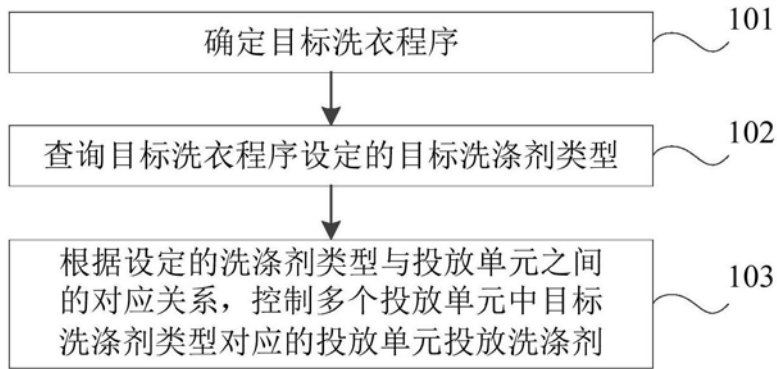 确定目标洗衣程序
101
查询目标洗衣程序设定的目标洗涤剂类型
102
根据设定的洗涤剂类型与投放单元之间
的对应关系，控制多个投放单元中目标
洗涤剂类型对应的投放单元投放洗涤剂
103